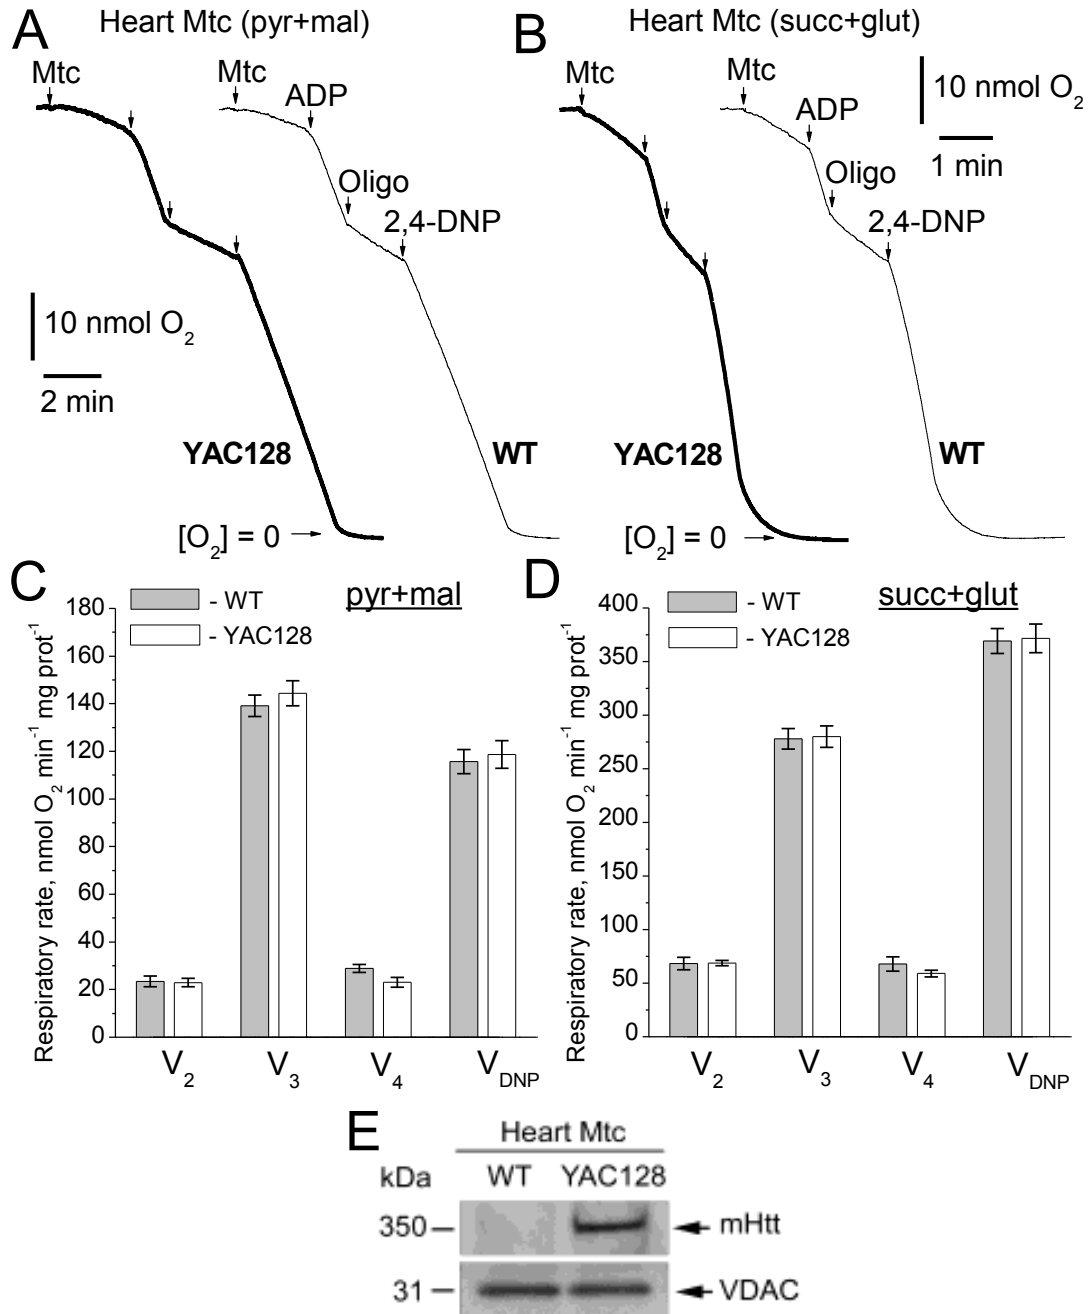 A Heart Mtc (pyr+mal)
Mtc Mtc
ADP
Oligo
2,4-DNP
10 nmol O2
2 min
YAC128 WT
[O2] = 0
B Heart Mtc (succ+glut)
Mtc Mtc
10 nmol O2
1 min
ADP
Oligo
2,4-DNP
YAC128 WT
[O2] = 0
C
- WT
- YAC128
pyr+mal
Respiratory rate, nmol O2 min-1 mg prot-1
180
160
140
120
100
80
60
40
20
0
V2 V3 V4 VDNP
D
- WT
- YAC128
succ+glut
Respiratory rate, nmol O2 min-1 mg prot-1
400
350
300
250
200
150
100
50
0
V2 V3 V4 VDNP
E
Heart Mtc
kDa WT YAC128
350 mHtt
31 VDAC